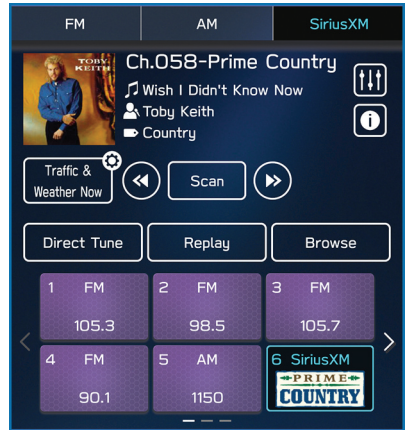 FM AM SiriusXM
TOBY KEITH
Ch.058-Prime Country
Wish I Didn't Know Now
Toby Keith
Country
Traffic &
Weather Now
Scan
Direct Tune Replay Browse
1 FM
105.3
2 FM
98.5
3 FM
105.7
4 FM
90.1
5 AM
1150
6 SiriusXM
PRIME
COUNTRY